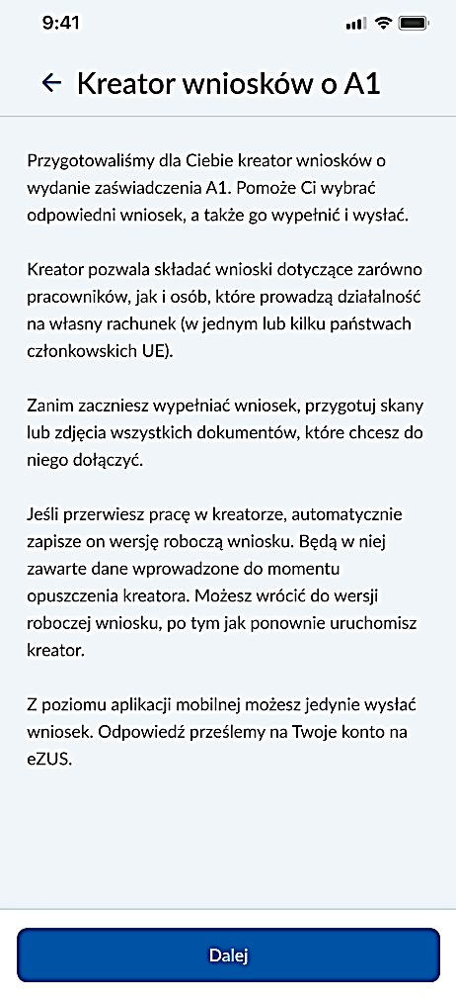 9:41
Kreator wniosków o A1
Przygotowaliśmy dla Ciebie kreator wniosków o
wydanie zaświadczenia A1. Pomoże Ci wybrać
odpowiedni wniosek, a także go wypełnić i wysłać.
Kreator pozwala składać wnioski dotyczące zarówno
pracowników, jak i osób, które prowadzą działalność
na własny rachunek (w jednym lub kilku państwach
członkowskich UE).
Zanim zaczniesz wypełniać wniosek, przygotuj skany
lub zdjęcia wszystkich dokumentów, które chcesz do
niego dołączyć.
Jeśli przerwiesz pracę w kreatorze, automatycznie
zapisze on wersję roboczą wniosku. Będą w niej
zawarte dane wprowadzone do momentu
opuszczenia kreatora. Możesz wrócić do wersji
roboczej wniosku, po tym jak ponownie uruchomisz
kreator.
Z poziomu aplikacji mobilnej możesz jedynie wysłać
wniosek. Odpowiedź prześlemy na Twoje konto na
eZUS.
Dalej